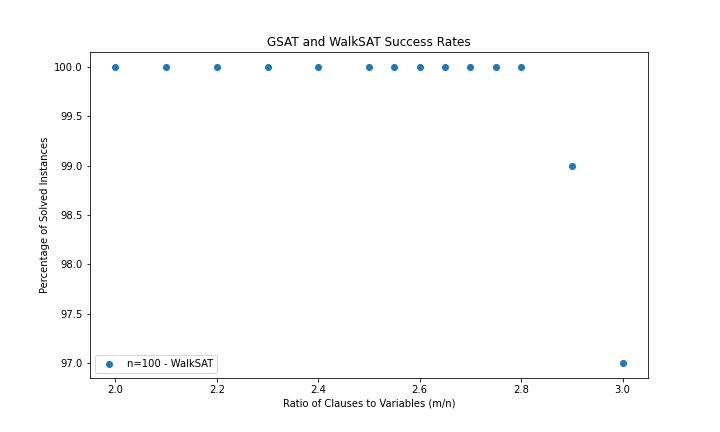 GSAT and WalkSAT Success Rates
Percentage of Solved Instances
100.0
99.5
99.0
98.5
98.0
97.5
97.0
n=100 - WalkSAT
2.0 2.2 2.4 2.6 2.8 3.0
Ratio of Clauses to Variables (m/n)